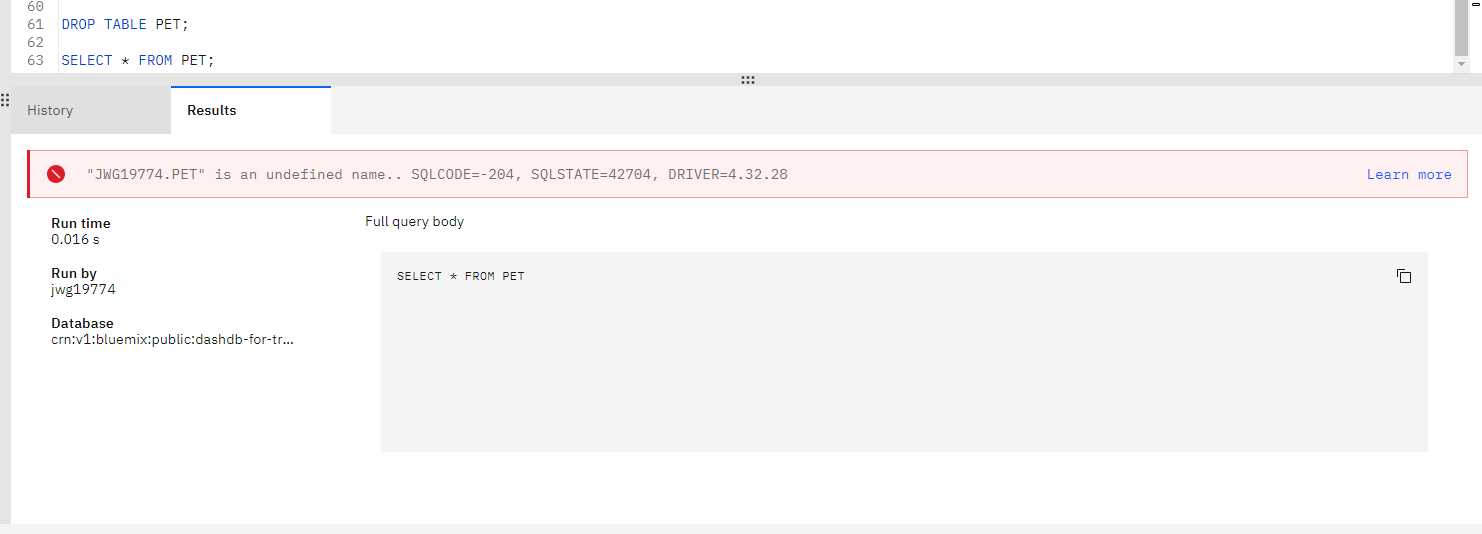 60
61 DROP TABLE PET;
62
63 SELECT * FROM PET;
History
Results
"JWG19774.PET" is an undefined name.. SQLCODE=-204, SQLSTATE=42704, DRIVER=4.32.28
Learn more
Run time
0.016 s
Run by
jwg19774
Database
crn:v1:bluemix:public:dashdb-for-tr...
Full query body
SELECT * FROM PET